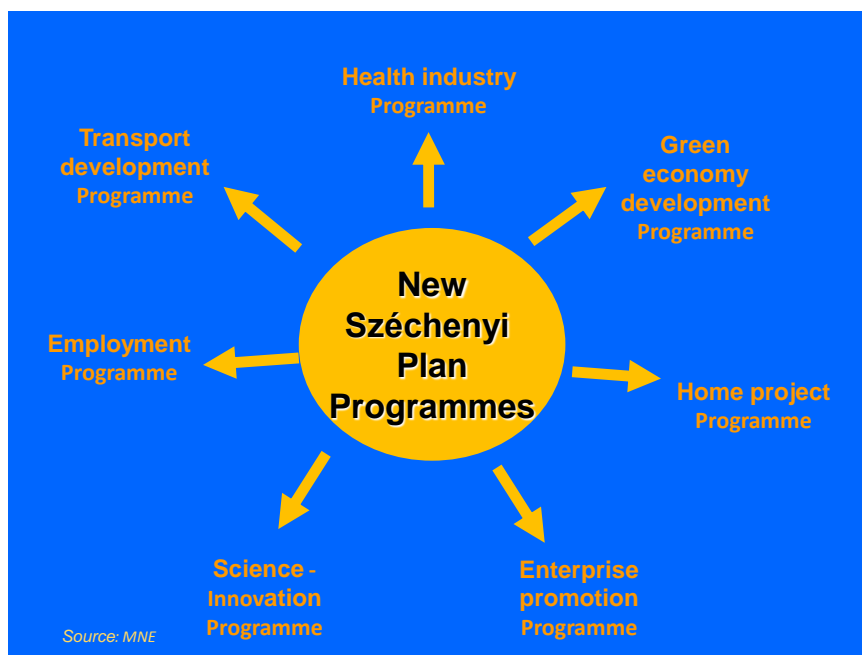 Health industry
Programme
Transport
development
Programme
Green
economy
development
Programme
New
Széchenyi
Plan
Programmes
Employment
Programme
Home project
Programme
Science -
Innovation
Programme
Enterprise
promotion
Programme
Source: MNE